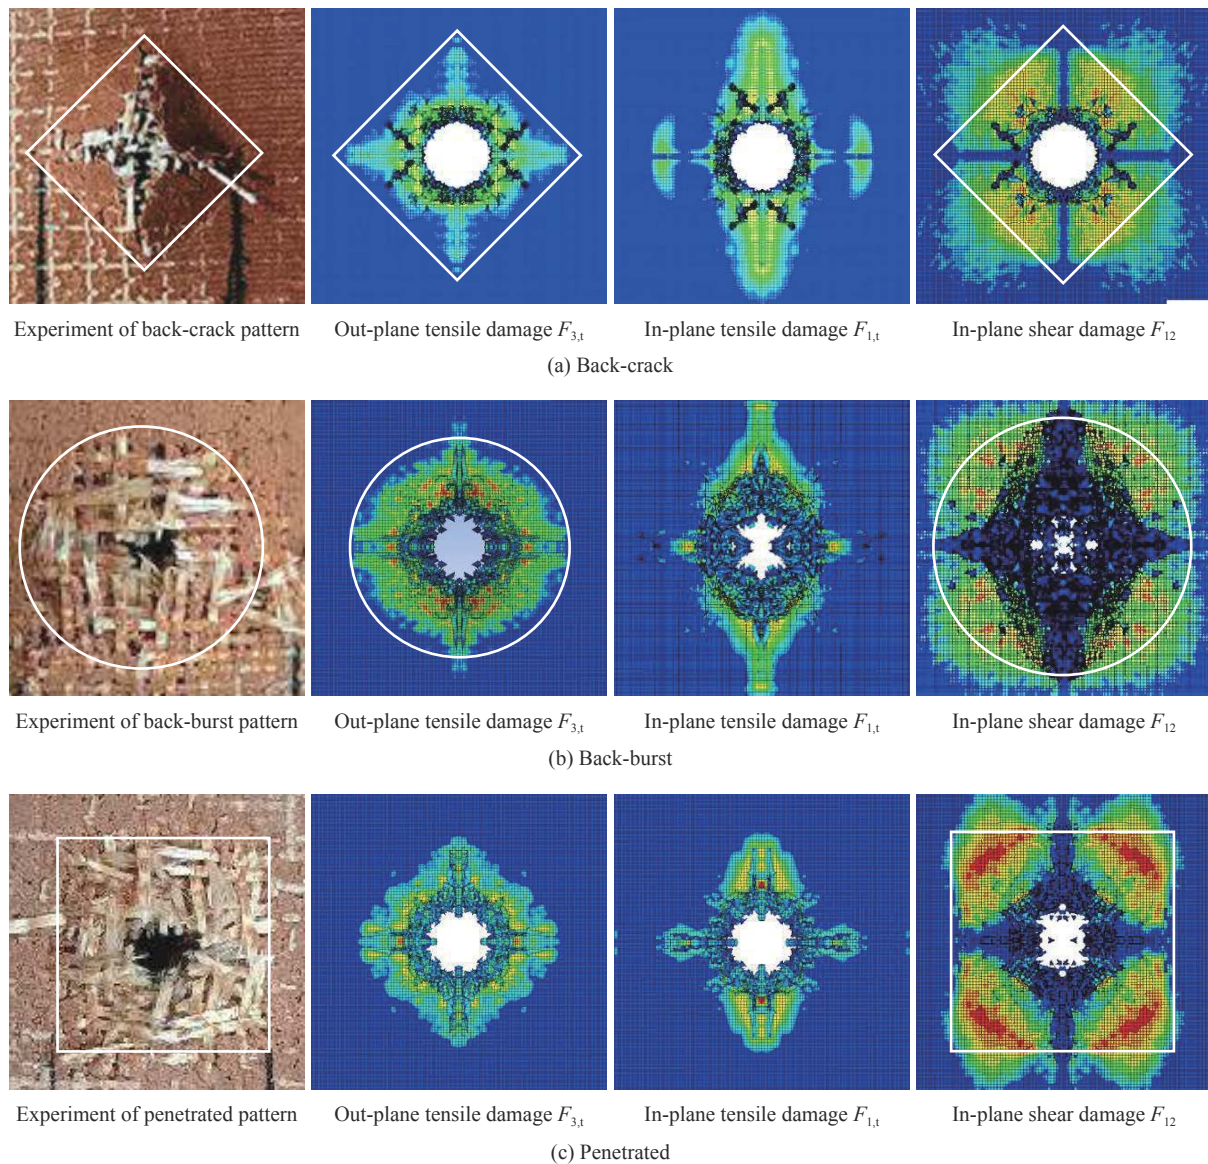 Experiment of back-crack pattern
Out-plane tensile damage F3,t
In-plane tensile damage F1,t
In-plane shear damage F12
(a) Back-crack
Experiment of back-burst pattern
Out-plane tensile damage F3,t
In-plane tensile damage F1,t
In-plane shear damage F12
(b) Back-burst
Experiment of penetrated pattern
Out-plane tensile damage F3,t
In-plane tensile damage F1,t
In-plane shear damage F12
(c) Penetrated